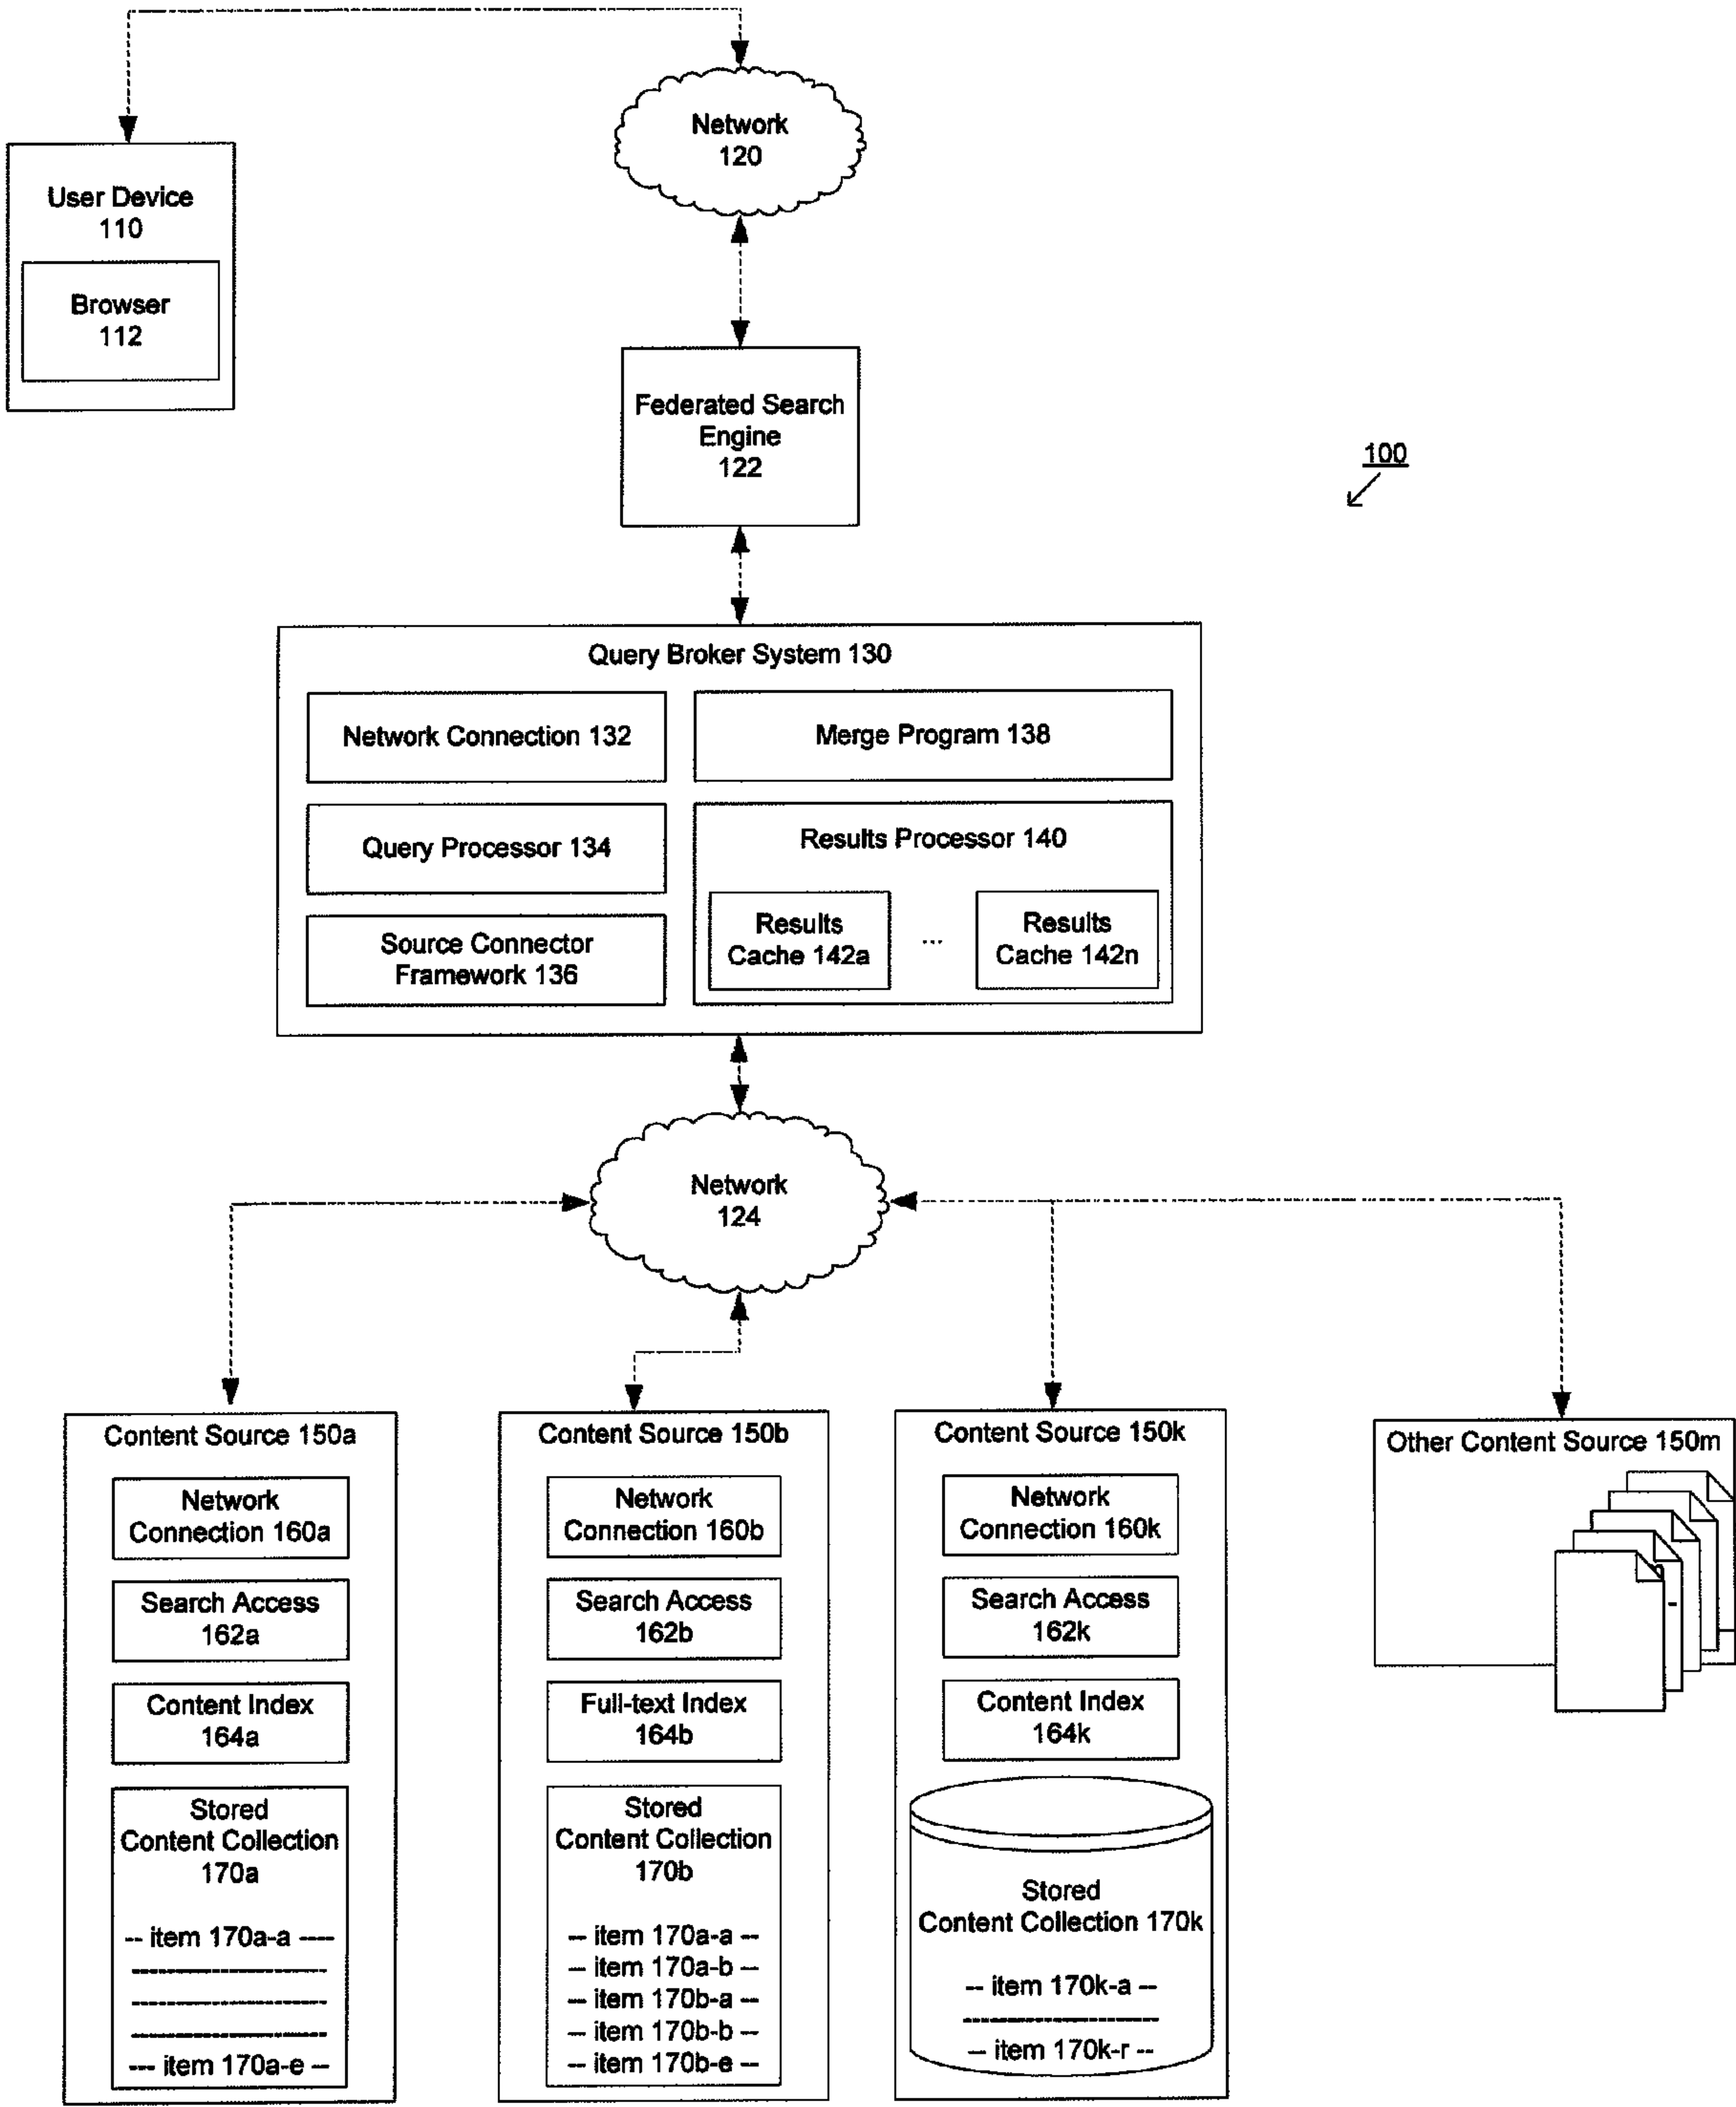 Network
120
User Device
110
Browser
112
Federated Search
Engine
122
100
Query Broker System 130
Network Connection 132
Merge Program 138
Query Processor 134
Results Processor 140
Source Connector
Framework 136
Results
Cache 142a
...
Results
Cache 142n
Network
124
Content Source 150a
Network
Connection 160a
Search Access
162a
Content Index
164a
Stored
Content Collection
170a
-- item 170a-a ----
--- item 170a-e --
Content Source 150b
Network
Connection 160b
Search Access
162b
Full-text Index
164b
Stored
Content Collection
170b
-- item 170a-a --
-- item 170a-b --
-- item 170b-a --
-- item 170b-b --
-- item 170b-e --
Content Source 150k
Network
Connection 160k
Search Access
162k
Content Index
164k
Stored
Content Collection 170k
-- item 170k-a --
-- item 170k-r --
Other Content Source 150m